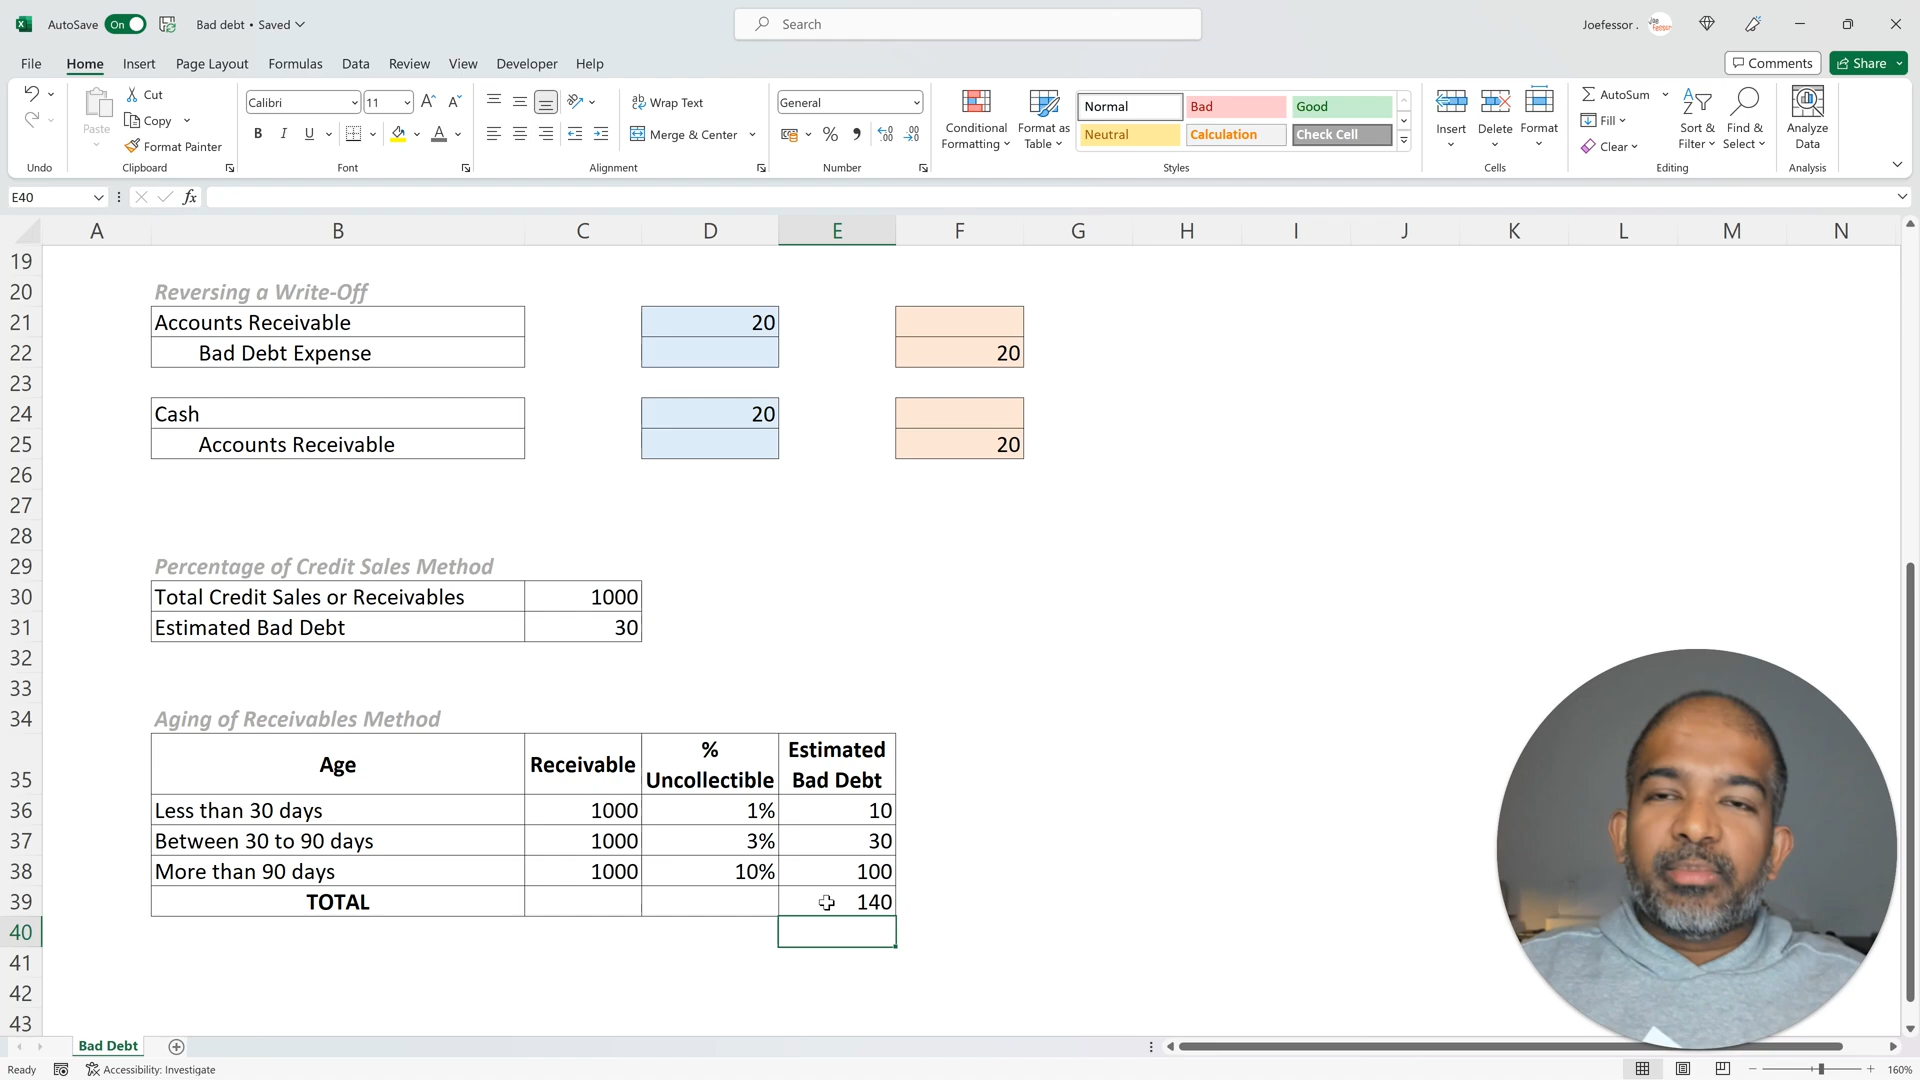 AutoSave On Bad debt • Saved Search Joefessor .
File Home Insert Page Layout Formulas Data Review View Developer Help Comments Share
Paste Cut Copy Format Painter
Calibri 11 Wrap Text General
B I U Merge & Center % ,
Conditional Formatting Format as Table
Normal Bad Good
Neutral Calculation Check Cell
Insert Delete Format
AutoSum Fill Clear Sort & Filter Find & Select Analyze Data
Undo Clipboard Font Alignment Number Styles Cells Editing Analysis
E40 fx
A B C D E F G H I J K L M N
19
20 Reversing a Write-Off
21 Accounts Receivable 20
22 Bad Debt Expense 20
23
24 Cash 20
25 Accounts Receivable 20
26
27
28
29 Percentage of Credit Sales Method
30 Total Credit Sales or Receivables 1000
31 Estimated Bad Debt 30
32
33
34 Aging of Receivables Method
35 Age Receivable % Uncollectible Estimated Bad Debt
36 Less than 30 days 1000 1% 10
37 Between 30 to 90 days 1000 3% 30
38 More than 90 days 1000 10% 100
39 TOTAL 140
40
41
42
43
Bad Debt
Ready Accessibility: Investigate 160%